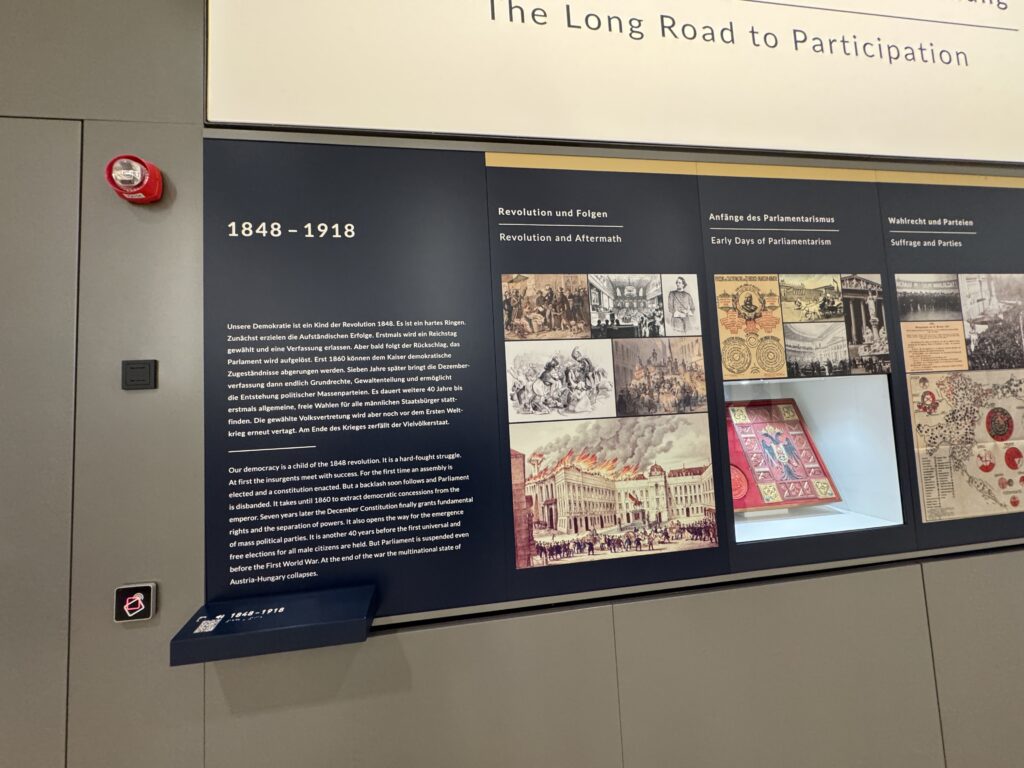 The Long Road to Participation
1848 – 1918
Unsere Demokratie ist ein Kind der Revolution 1848. Es ist ein hartes Ringen.
Zunächst erzielen die Aufständischen Erfolge. Erstmals wird ein Reichstag
gewählt und eine Verfassung erlassen. Aber bald folgt der Rückschlag, das
Parlament wird aufgelöst. Erst 1860 können dem Kaiser demokratische
Zugeständnisse abgerungen werden. Sieben Jahre später bringt die Dezember-
verfassung dann endlich Grundrechte, Gewaltenteilung und ermöglicht
die Entstehung politischer Massenparteien. Es dauert weitere 40 Jahre bis
erstmals allgemeine, freie Wahlen für alle männlichen Staatsbürger statt-
finden. Die gewählte Volksvertretung wird aber noch vor dem Ersten Welt-
krieg erneut vertagt. Am Ende des Krieges zerfällt der Vielvölkerstaat.
Our democracy is a child of the 1848 revolution. It is a hard-fought struggle.
At first the insurgents meet with success. For the first time an assembly is
elected and a constitution enacted. But a backlash soon follows and Parliament
is disbanded. It takes until 1860 to extract democratic concessions from the
emperor. Seven years later the December Constitution finally grants fundamental
rights and the separation of powers. It also opens the way for the emergence
of mass political parties. It is another 40 years before the first universal and
free elections for all male citizens are held. But Parliament is suspended even
before the First World War. At the end of the war the multinational state of
Austria-Hungary collapses.
Revolution und Folgen
Revolution and Aftermath
Anfänge des Parlamentarismus
Early Days of Parliamentarism
Wahlrecht und Parteien
Suffrage and Parties
1848–1918